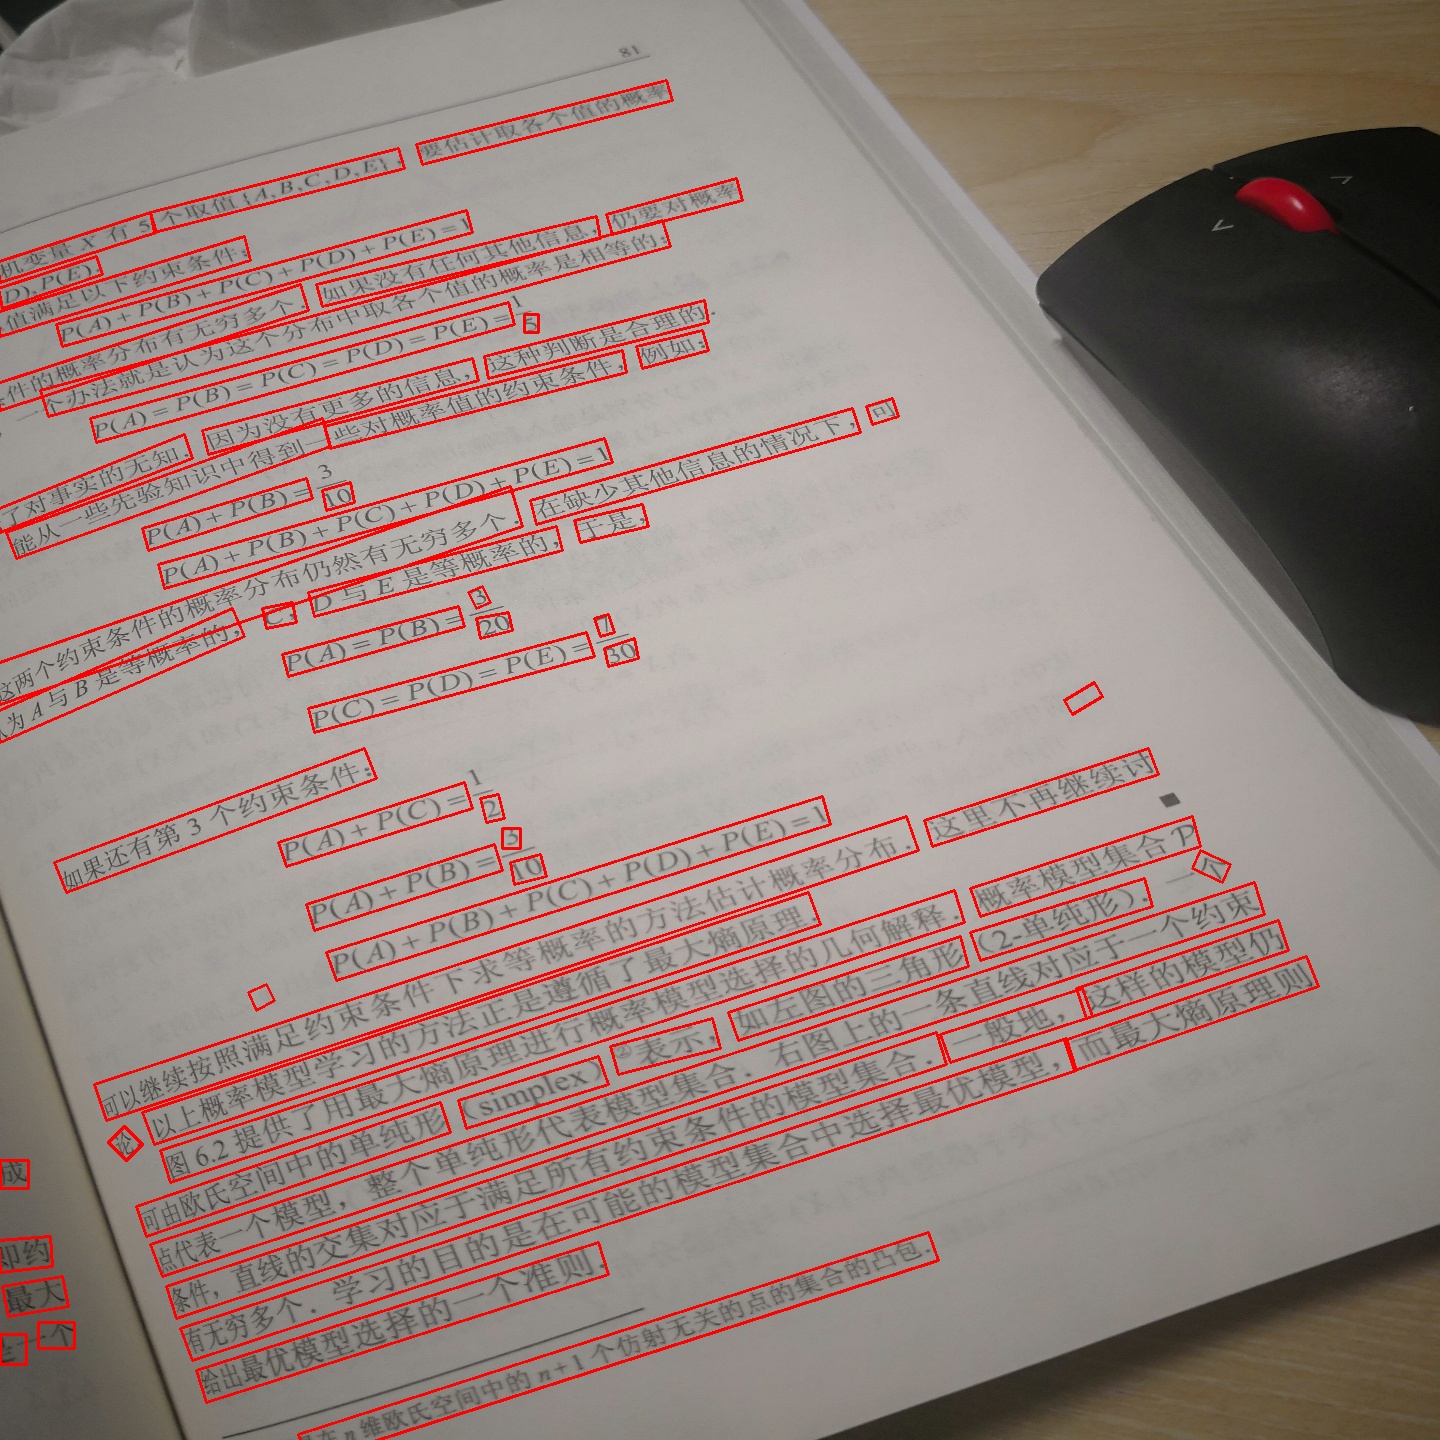 81
机变量 X 有 5 个取值{A,B,C,D,E}，要估计取各个值的概率
D),P(E).
值满足以下约束条件：
P(A)+P(B)+P(C)+P(D)+P(E)=1
件的概率分布有无穷多个. 如果没有任何其他信息，仍要对概率
一个办法就是认为这个分布中取各个值的概率是相等的：
P(A)=P(B)=P(C)=P(D)=P(E)=1/5
了对事实的无知. 因为没有更多的信息，这种判断是合理的.
能从一些先验知识中得到一些对概率值的约束条件，例如：
P(A)+P(B)=3/10
P(A)+P(B)+P(C)+P(D)+P(E)=1
这两个约束条件的概率分布仍然有无穷多个. 在缺少其他信息的情况下，可
认为 A 与 B 是等概率的，C，D 与 E 是等概率的，于是，
P(A)=P(B)=3/20
P(C)=P(D)=P(E)=7/30
如果还有第 3 个约束条件：
P(A)+P(C)=1/2
P(A)+P(B)=3/10
P(A)+P(B)+P(C)+P(D)+P(E)=1
可以继续按照满足约束条件下求等概率的方法估计概率分布. 这里不再继续讨
论. ■
以上概率模型学习的方法正是遵循了最大熵原理.
图 6.2 提供了用最大熵原理进行概率模型选择的几何解释. 概率模型集合 𝒫
可由欧氏空间中的单纯形（simplex）②表示，如左图的三角形（2-单纯形）. 一个
点代表一个模型，整个单纯形代表模型集合. 右图上的一条直线对应于一个约束
条件，直线的交集对应于满足所有约束条件的模型集合. 一般地，这样的模型仍
有无穷多个. 学习的目的是在可能的模型集合中选择最优模型，而最大熵原理则
给出最优模型选择的一个准则.
是在 n 维欧氏空间中的 n+1 个仿射无关的点的集合的凸包.
成
即约
最大
一个